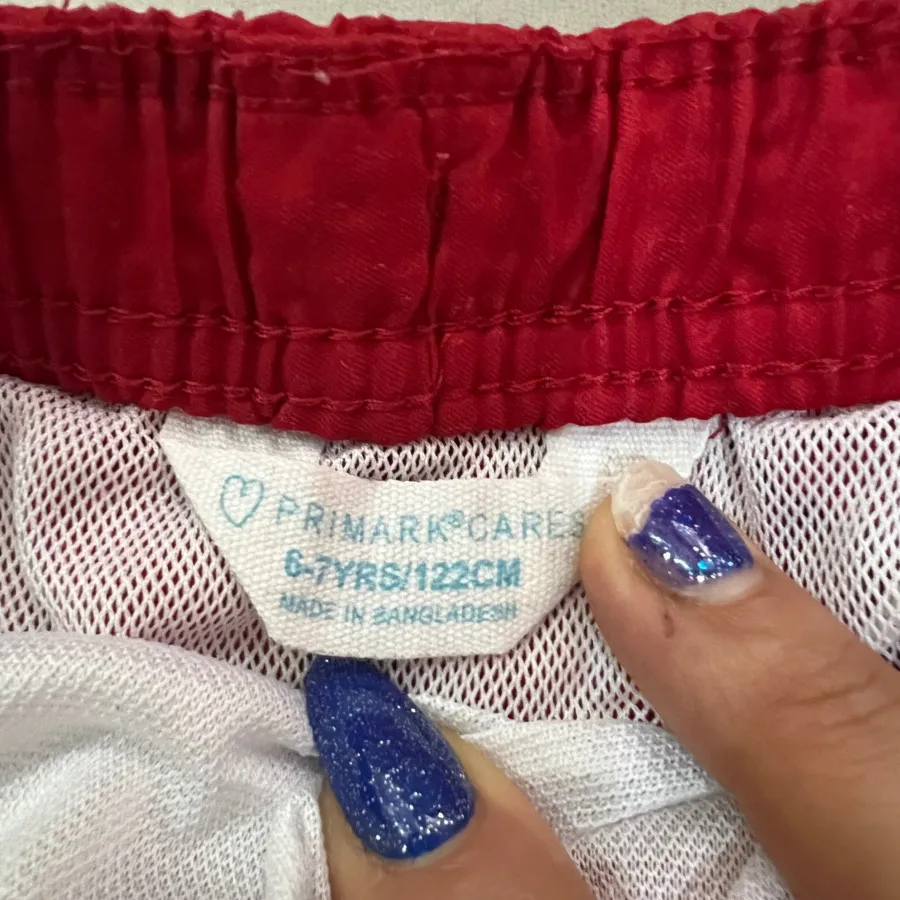 PRIMARK®CARES
6-7YRS/122CM
MADE IN BANGLADESH